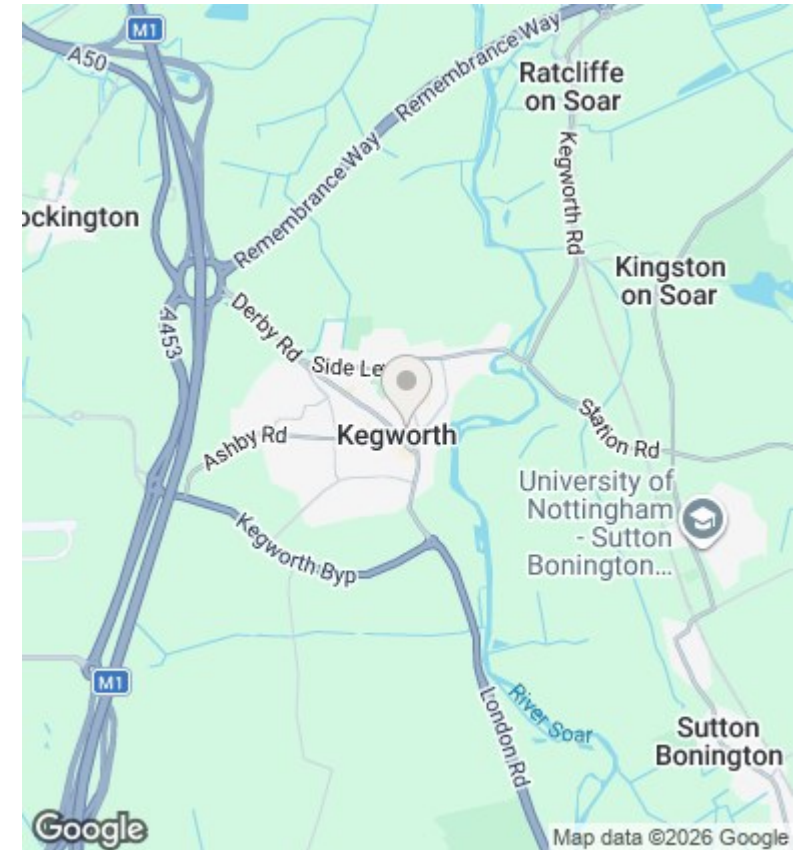 M1
A50
Remembrance Way
Ratcliffe
on Soar
Kegworth Rd
ockington
Remembrance Way
Kingston
on Soar
A453
Derby Rd
Side Le
Ashby Rd
Kegworth
Station Rd
University of
Nottingham
- Sutton
Bonington...
Kegworth Byp
M1
London Rd
River Soar
Sutton
Bonington
Google
Map data ©2026 Google